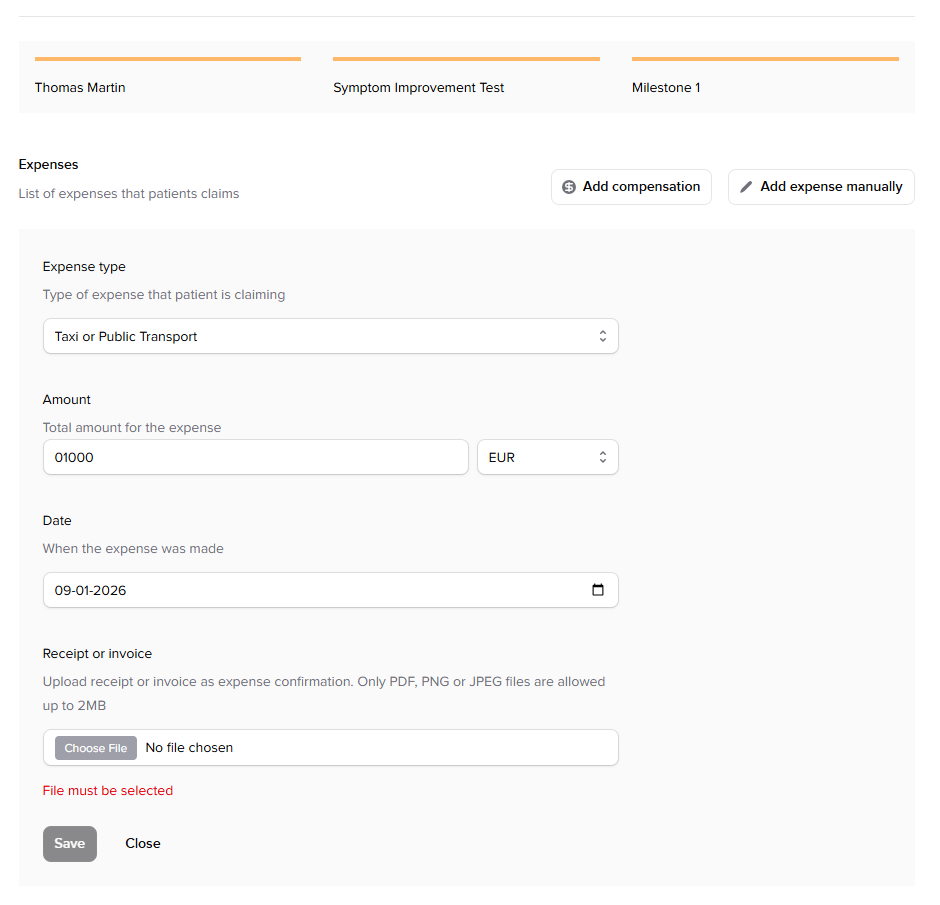 Thomas Martin
Symptom Improvement Test
Milestone 1
Expenses
List of expenses that patients claims
Add compensation
Add expense manually
Expense type
Type of expense that patient is claiming
Taxi or Public Transport
Amount
Total amount for the expense
01000
EUR
Date
When the expense was made
09-01-2026
Receipt or invoice
Upload receipt or invoice as expense confirmation. Only PDF, PNG or JPEG files are allowed
up to 2MB
Choose File No file chosen
File must be selected
Save
Close